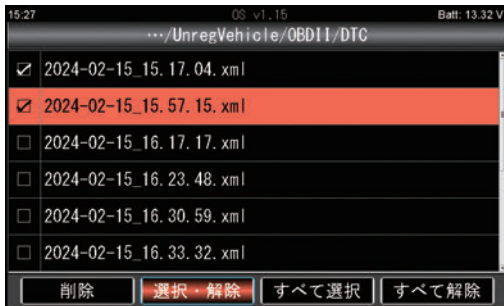 15:27 OS v1.15 Batt: 13.32 V
…/UnregVehicle/OBDII/DTC
2024-02-15_15.17.04.xml
2024-02-15_15.57.15.xml
2024-02-15_16.17.17.xml
2024-02-15_16.23.48.xml
2024-02-15_16.30.59.xml
2024-02-15_16.33.32.xml
削除 選択・解除 すべて選択 すべて解除